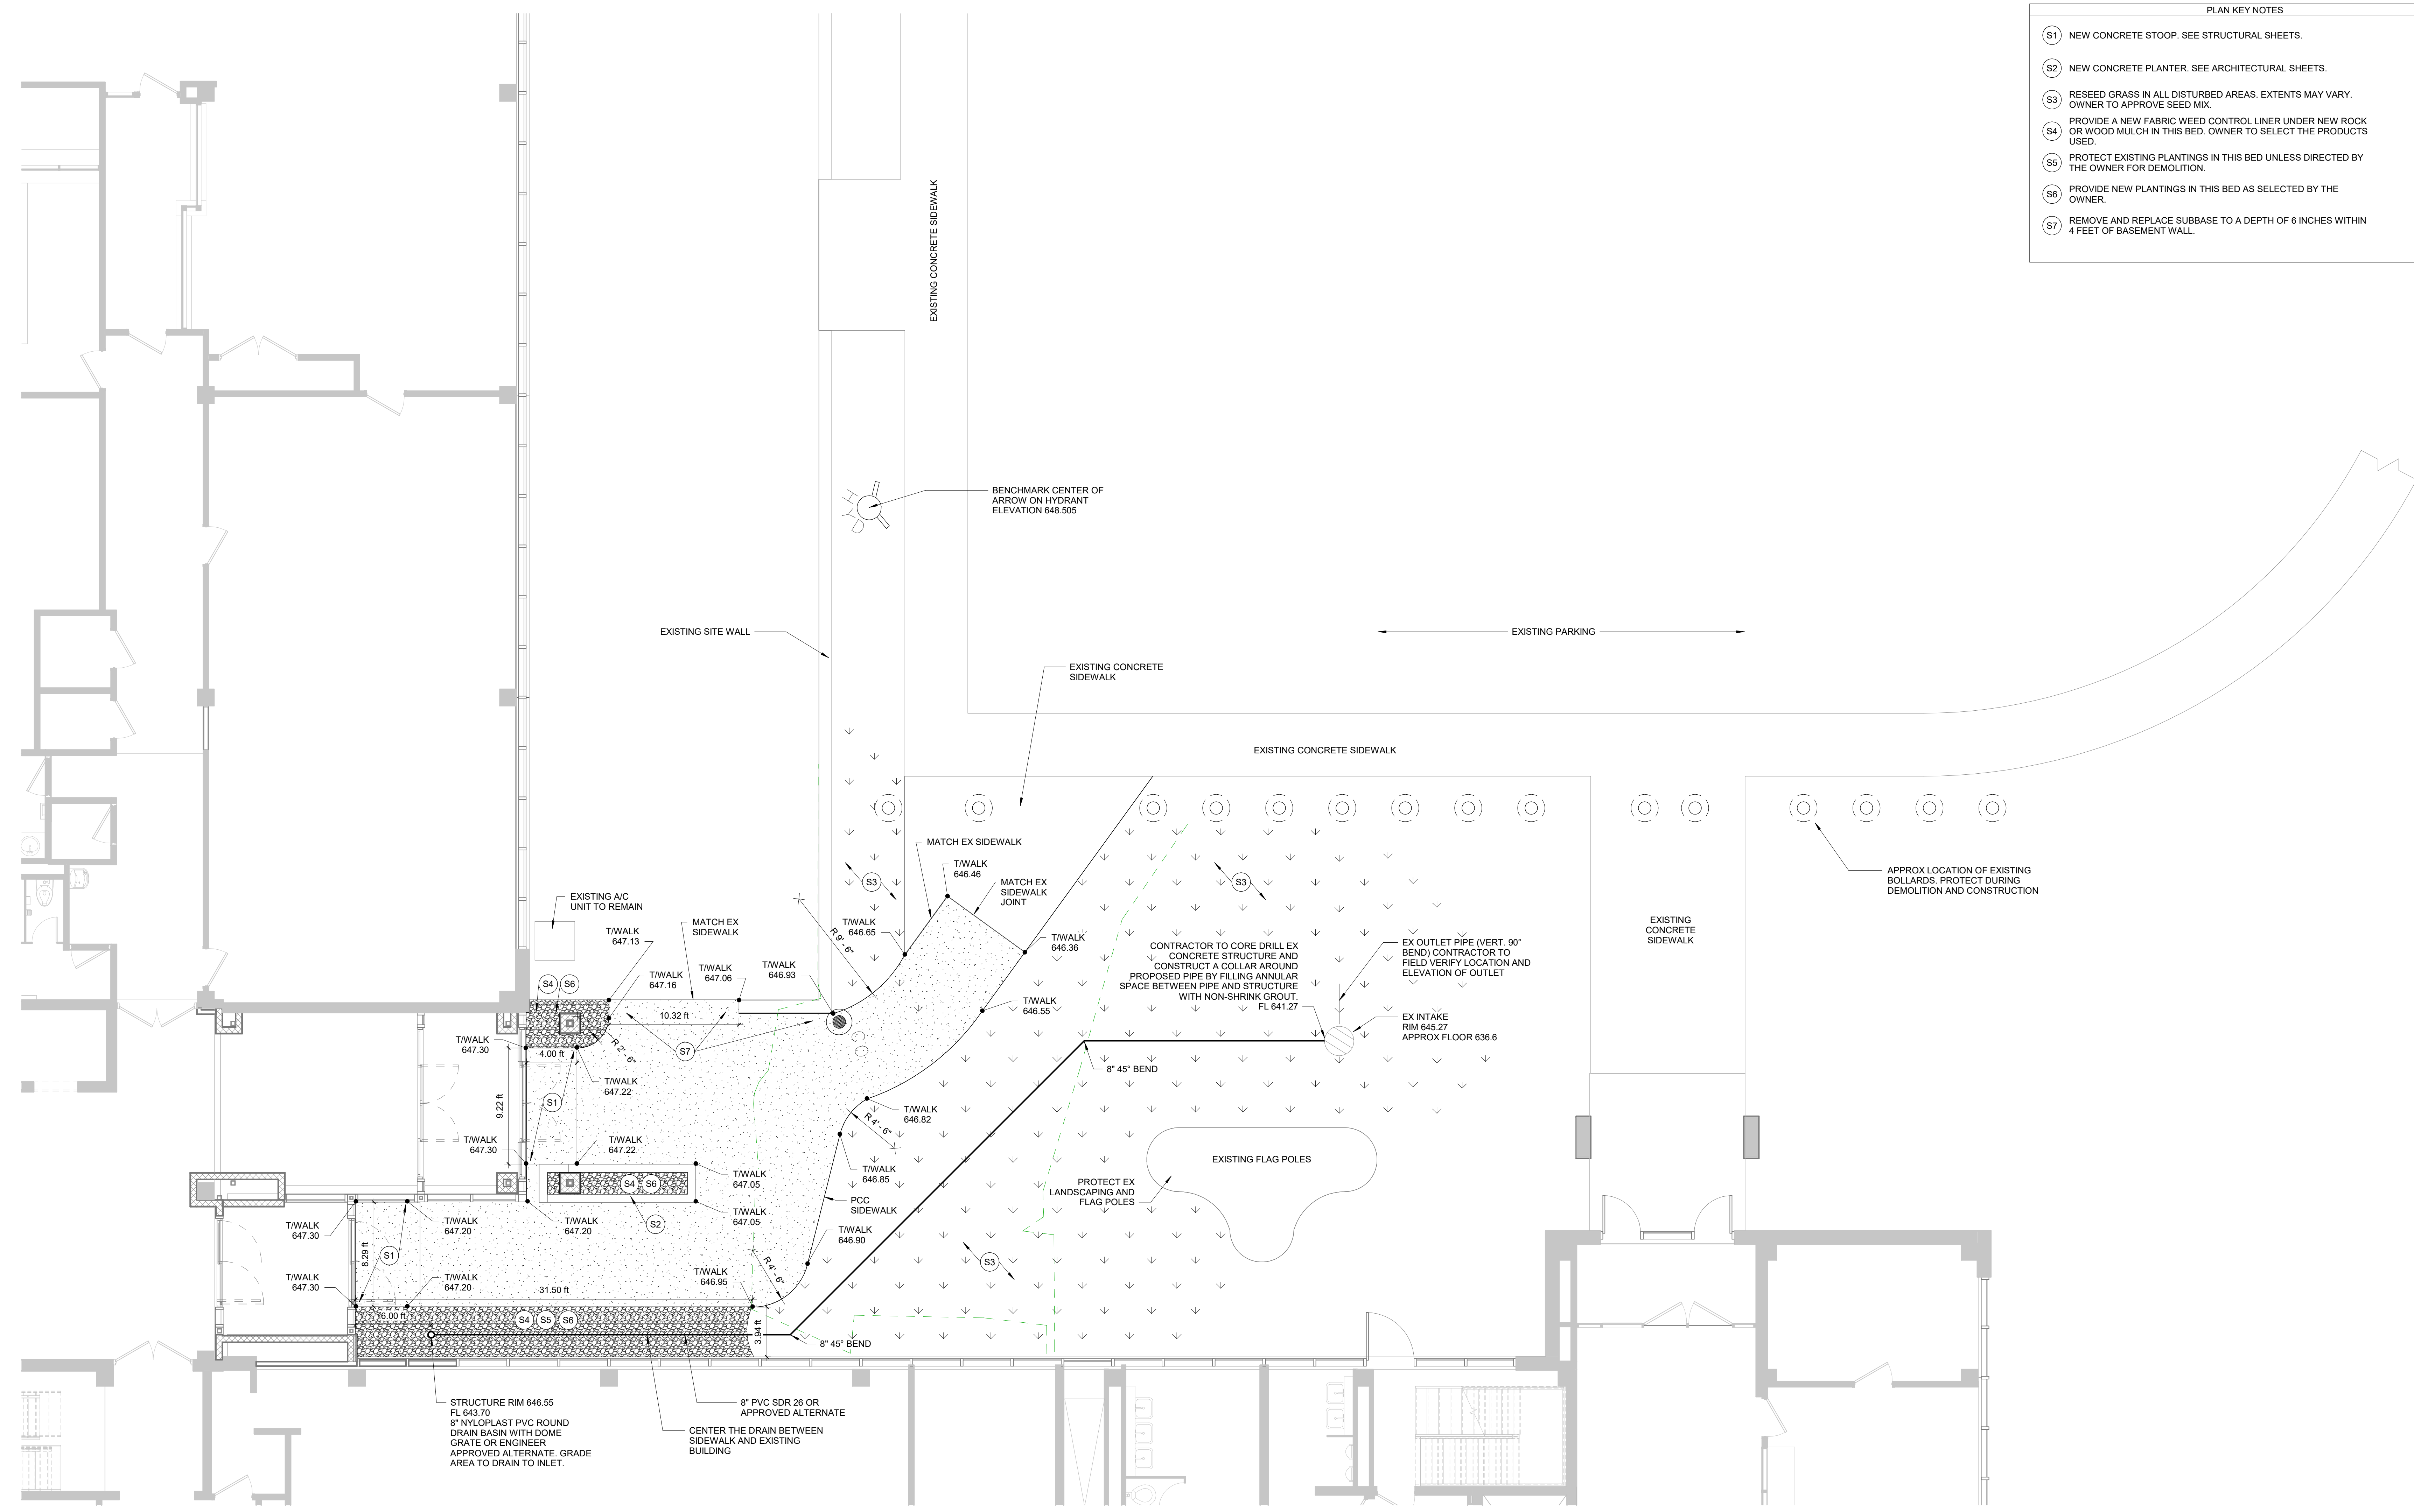 PLAN KEY NOTES
S1 NEW CONCRETE STOOP. SEE STRUCTURAL SHEETS.
S2 NEW CONCRETE PLANTER. SEE ARCHITECTURAL SHEETS.
S3 RESEED GRASS IN ALL DISTURBED AREAS. EXTENTS MAY VARY.
OWNER TO APPROVE SEED MIX.
S4 PROVIDE A NEW FABRIC WEED CONTROL LINER UNDER NEW ROCK
OR WOOD MULCH IN THIS BED. OWNER TO SELECT THE PRODUCTS
USED.
S5 PROTECT EXISTING PLANTINGS IN THIS BED UNLESS DIRECTED BY
THE OWNER FOR DEMOLITION.
S6 PROVIDE NEW PLANTINGS IN THIS BED AS SELECTED BY THE
OWNER.
S7 REMOVE AND REPLACE SUBBASE TO A DEPTH OF 6 INCHES WITHIN
4 FEET OF BASEMENT WALL.
EXISTING CONCRETE SIDEWALK
BENCHMARK CENTER OF
ARROW ON HYDRANT
ELEVATION 648.505
HYD
EXISTING SITE WALL
EXISTING PARKING
EXISTING CONCRETE
SIDEWALK
EXISTING CONCRETE SIDEWALK
MATCH EX SIDEWALK
T/WALK
646.46
MATCH EX
SIDEWALK
JOINT
S3
S3
APPROX LOCATION OF EXISTING
BOLLARDS. PROTECT DURING
DEMOLITION AND CONSTRUCTION
EXISTING A/C
UNIT TO REMAIN
MATCH EX
SIDEWALK
T/WALK
647.13
T/WALK
646.65
R 9' - 6"
EXISTING
CONCRETE
SIDEWALK
T/WALK
646.36
CONTRACTOR TO CORE DRILL EX
CONCRETE STRUCTURE AND
CONSTRUCT A COLLAR AROUND
PROPOSED PIPE BY FILLING ANNULAR
SPACE BETWEEN PIPE AND STRUCTURE
WITH NON-SHRINK GROUT.
FL 641.27
EX OUTLET PIPE (VERT. 90°
BEND) CONTRACTOR TO
FIELD VERIFY LOCATION AND
ELEVATION OF OUTLET
T/WALK
647.16
T/WALK
647.06
T/WALK
646.93
S4 S6
10.32 ft
T/WALK
646.55
EX INTAKE
RIM 645.27
APPROX FLOOR 636.6
T/WALK
647.30
4.00 ft
R 2' - 6"
S7
8" 45° BEND
T/WALK
647.22
S1
9.22 ft
T/WALK
646.82
R 4' - 6"
T/WALK
647.30
T/WALK
647.22
EXISTING FLAG POLES
T/WALK
647.05
S4 S6
T/WALK
646.85
PROTECT EX
LANDSCAPING AND
FLAG POLES
PCC
SIDEWALK
T/WALK
647.05
S2
T/WALK
647.30
T/WALK
647.20
T/WALK
647.20
T/WALK
646.90
8.29 ft
S1
S3
R 4' - 6"
T/WALK
647.30
T/WALK
647.20
T/WALK
646.95
31.50 ft
6.00 ft
S4 S5 S6
3.94 ft
8" 45° BEND
STRUCTURE RIM 646.55
FL 643.70
8" NYLOPLAST PVC ROUND
DRAIN BASIN WITH DOME
GRATE OR ENGINEER
APPROVED ALTERNATE. GRADE
AREA TO DRAIN TO INLET.
8" PVC SDR 26 OR
APPROVED ALTERNATE
CENTER THE DRAIN BETWEEN
SIDEWALK AND EXISTING
BUILDING